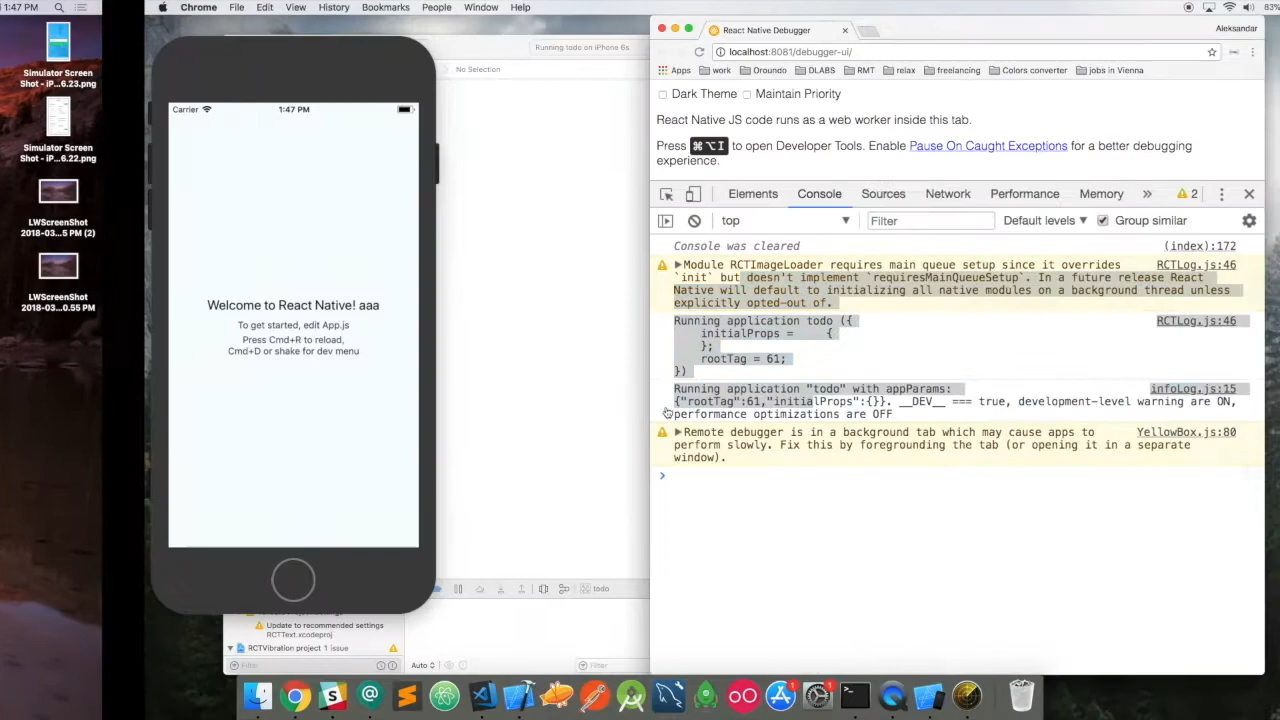 1:47 PM
Chrome File Edit View History Bookmarks People Window Help
83%
Simulator Screen
Shot - iP...6.23.png
Simulator Screen
Shot - iP...6.22.png
LWScreenShot
2018-03...5 PM (2)
LWScreenShot
2018-03...0.55 PM
Running todo on iPhone 6s
No Selection
Carrier 1:47 PM
Welcome to React Native! aaa
To get started, edit App.js
Press Cmd+R to reload,
Cmd+D or shake for dev menu
todo
Update to recommended settings
RCTText.xcodeproj
RCTVibration project 1 issue
Filter
Auto
Filter
React Native Debugger
Aleksandar
localhost:8081/debugger-ui/
Apps work Oroundo DLABS RMT relax freelancing Colors converter jobs in Vienna
Dark Theme Maintain Priority
React Native JS code runs as a web worker inside this tab.
Press ⌘⌥I to open Developer Tools. Enable Pause On Caught Exceptions for a better debugging
experience.
Elements Console Sources Network Performance Memory » 2
top Filter Default levels Group similar
Console was cleared (index):172
Module RCTImageLoader requires main queue setup since it overrides RCTLog.js:46
`init` but doesn't implement `requiresMainQueueSetup`. In a future release React
Native will default to initializing all native modules on a background thread unless
explicitly opted-out of.
Running application todo ({ RCTLog.js:46
initialProps = {
};
rootTag = 61;
})
Running application "todo" with appParams: infoLog.js:15
{"rootTag":61,"initialProps":{}}. __DEV__ === true, development-level warning are ON,
performance optimizations are OFF
Remote debugger is in a background tab which may cause apps to YellowBox.js:80
perform slowly. Fix this by foregrounding the tab (or opening it in a separate
window).